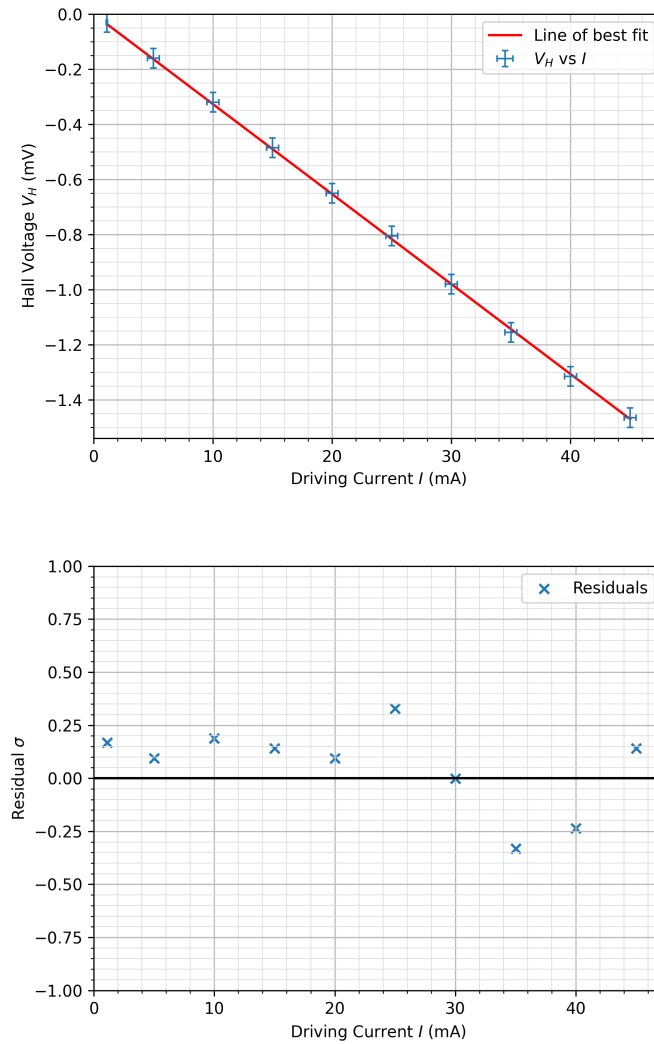 0.0
−0.2
−0.4
−0.6
−0.8
−1.0
−1.2
−1.4
Hall Voltage V_H (mV)
Line of best fit
V_H vs I
0 10 20 30 40
Driving Current I (mA)
1.00
0.75
0.50
0.25
0.00
−0.25
−0.50
−0.75
−1.00
Residual σ
Residuals
0 10 20 30 40
Driving Current I (mA)